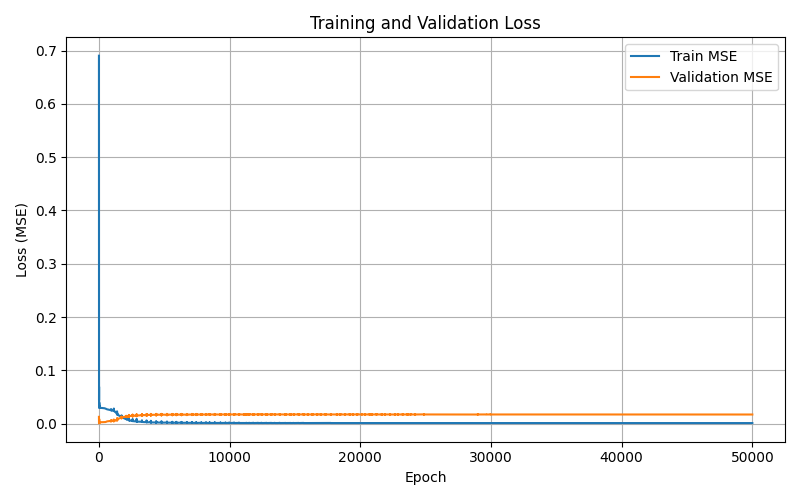 Training and Validation Loss
Train MSE
Validation MSE
0.7
0.6
0.5
0.4
0.3
0.2
0.1
0.0
Loss (MSE)
0 10000 20000 30000 40000 50000
Epoch